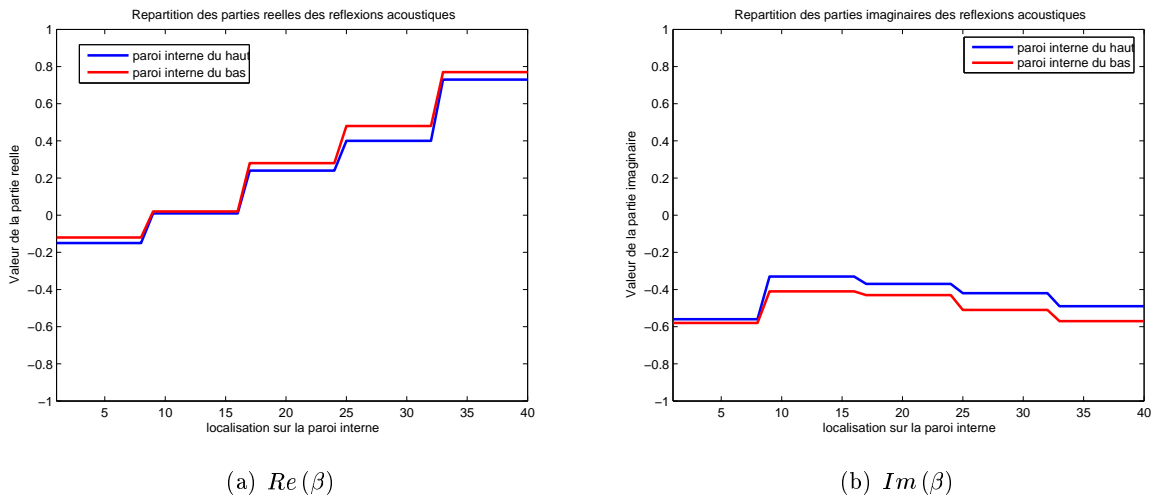 Repartition des parties reelles des reflexions acoustiques
1
0.8
0.6
0.4
0.2
0
−0.2
−0.4
−0.6
−0.8
−1
Valeur de la partie reelle
paroi interne du haut
paroi interne du bas
5 10 15 20 25 30 35 40
localisation sur la paroi interne
(a) Re (β)
Repartition des parties imaginaires des reflexions acoustiques
1
0.8
0.6
0.4
0.2
0
−0.2
−0.4
−0.6
−0.8
−1
Valeur de la partie imaginaire
paroi interne du haut
paroi interne du bas
5 10 15 20 25 30 35 40
localisation sur la paroi interne
(b) Im (β)